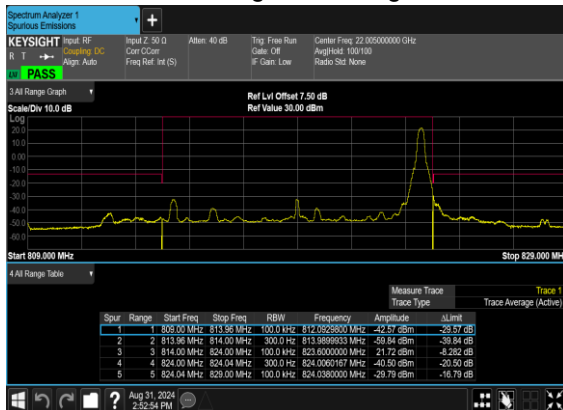 Spectrum Analyzer 1
Spurious Emissions
KEYSIGHT Input: RF Input Z: 50 Ω Atten: 40 dB Trig: Free Run Center Freq: 22.005000000 GHz
R T Coupling: DC Corr CCorr Gate: Off Avg|Hold: 100/100
Align: Auto Freq Ref: Int (S) IF Gain: Low Radio Std: None
PASS
3 All Range Graph
Ref Lvl Offset 7.50 dB
Scale/Div 10.0 dB Ref Value 30.00 dBm
Log
20.0
10.0
0.00
-10.0
-20.0
-30.0
-40.0
-50.0
-60.0
Start 809.000 MHz Stop 829.000 MH
4 All Range Table
Measure Trace Trace 1
Trace Type Trace Average (Active)
Spur Range Start Freq Stop Freq RBW Frequency Amplitude ΔLimit
1 1 809.00 MHz 813.96 MHz 100.0 kHz 812.0929800 MHz -42.57 dBm -29.57 dB
2 2 813.96 MHz 814.00 MHz 300.0 Hz 813.9899933 MHz -59.84 dBm -39.84 dB
3 3 814.00 MHz 824.00 MHz 100.0 kHz 823.6000000 MHz 21.72 dBm -8.282 dB
4 4 824.00 MHz 824.04 MHz 300.0 Hz 824.0060167 MHz -40.50 dBm -20.50 dB
5 5 824.04 MHz 829.00 MHz 100.0 kHz 824.0380000 MHz -29.79 dBm -16.79 dB
Aug 31, 2024
2:52:54 PM